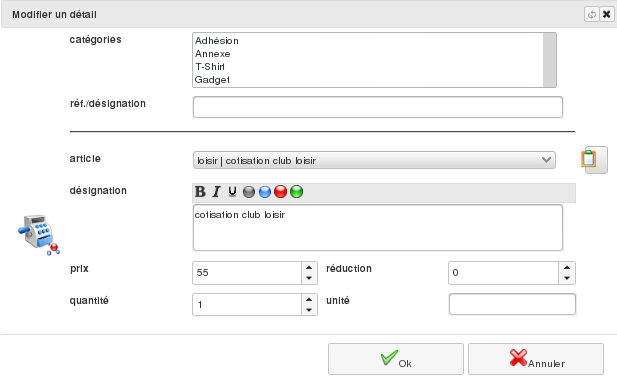 Modifier un détail
catégories
Adhésion
Annexe
T-Shirt
Gadget
réf./désignation
article
loisir | cotisation club loisir
désignation
B I U
cotisation club loisir
prix 55 réduction 0
quantité 1 unité
Ok Annuler